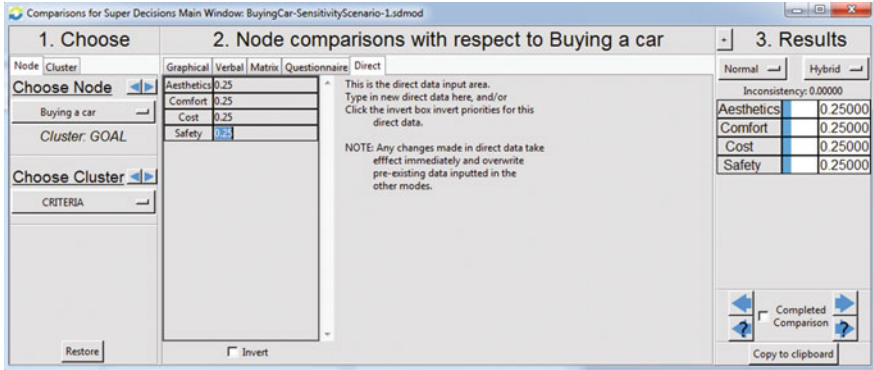 Comparisons for Super Decisions Main Window: BuyingCar-SensitivityScenario-1.sdmod
1. Choose
2. Node comparisons with respect to Buying a car
- 3. Results
Node Cluster
Graphical Verbal Matrix Questionnaire Direct
Normal Hybrid
Choose Node
Buying a car
Cluster: GOAL
Choose Cluster
CRITERIA
Restore
Aesthetics 0.25
Comfort 0.25
Cost 0.25
Safety 0.25
Invert
This is the direct data input area.
Type in new direct data here, and/or
Click the invert box invert priorities for this
direct data.
NOTE: Any changes made in direct data take
efffect immediately and overwrite
pre-existing data inputted in the
other modes.
Inconsistency: 0.00000
Aesthetics 0.25000
Comfort 0.25000
Cost 0.25000
Safety 0.25000
Completed
Comparison
? ?
Copy to clipboard